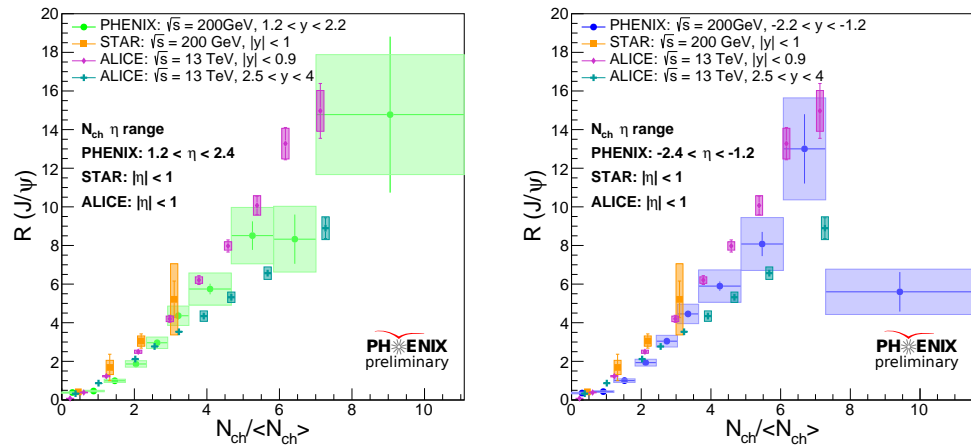 PHENIX: √s = 200GeV, 1.2 < y < 2.2
STAR: √s = 200 GeV, |y| < 1
ALICE: √s = 13 TeV, |y| < 0.9
ALICE: √s = 13 TeV, 2.5 < y < 4
N_ch η range
PHENIX: 1.2 < η < 2.4
STAR: |η| < 1
ALICE: |η| < 1
PHENIX
preliminary
R (J/ψ)
20
18
16
14
12
10
8
6
4
2
0
0 2 4 6 8 10
N_ch/<N_ch>
PHENIX: √s = 200GeV, -2.2 < y < -1.2
STAR: √s = 200 GeV, |y| < 1
ALICE: √s = 13 TeV, |y| < 0.9
ALICE: √s = 13 TeV, 2.5 < y < 4
N_ch η range
PHENIX: -2.4 < η < -1.2
STAR: |η| < 1
ALICE: |η| < 1
PHENIX
preliminary
R (J/ψ)
20
18
16
14
12
10
8
6
4
2
0
0 2 4 6 8 10
N_ch/<N_ch>